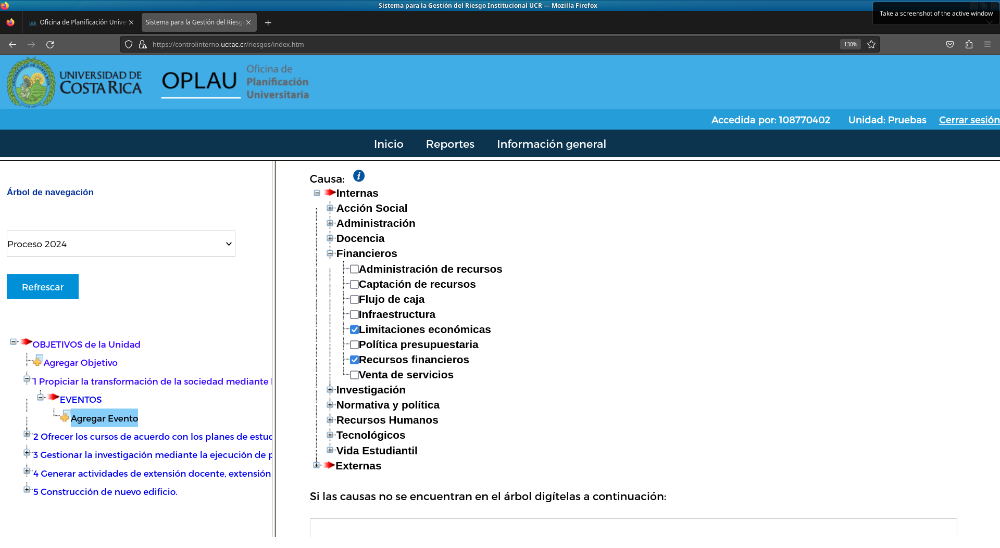 Sistema para la Gestión del Riesgo Institucional UCR — Mozilla Firefox
Take a screenshot of the active window
UCR Oficina de Planificación Unive
Sistema para la Gestión del Riesg
https://controlinterno.ucr.ac.cr/riesgos/index.htm
130%
UNIVERSIDAD DE
COSTA RICA
OPLAU
Oficina de
Planificación
Universitaria
Accedida por: 108770402 Unidad: Pruebas Cerrar sesión
Inicio Reportes Información general
Árbol de navegación
Proceso 2024
Refrescar
OBJETIVOS de la Unidad
Agregar Objetivo
1 Propiciar la transformación de la sociedad mediante
EVENTOS
Agregar Evento
2 Ofrecer los cursos de acuerdo con los planes de estud
3 Gestionar la investigación mediante la ejecución de p
4 Generar actividades de extensión docente, extensión
5 Construcción de nuevo edificio.
Causa: i
Internas
Acción Social
Administración
Docencia
Financieros
Administración de recursos
Captación de recursos
Flujo de caja
Infraestructura
Limitaciones económicas
Política presupuestaria
Recursos financieros
Venta de servicios
Investigación
Normativa y política
Recursos Humanos
Tecnológicos
Vida Estudiantil
Externas
Si las causas no se encuentran en el árbol digítelas a continuación: